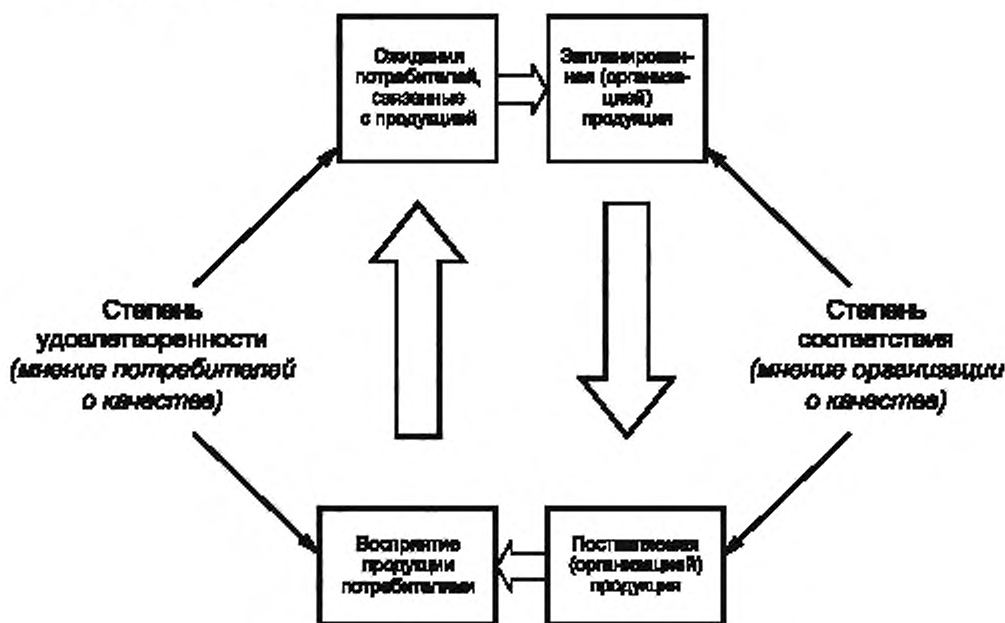 Ожидания
потребителей,
связанные
с продукцией
Запланирован-
ная (организа-
цией)
продукция
Степень
удовлетворенности
(мнение потребителей
о качестве)
Степень
соответствия
(мнение организации
о качестве)
Восприятие
продукции
потребителями
Поставляемая
(организацией)
продукция